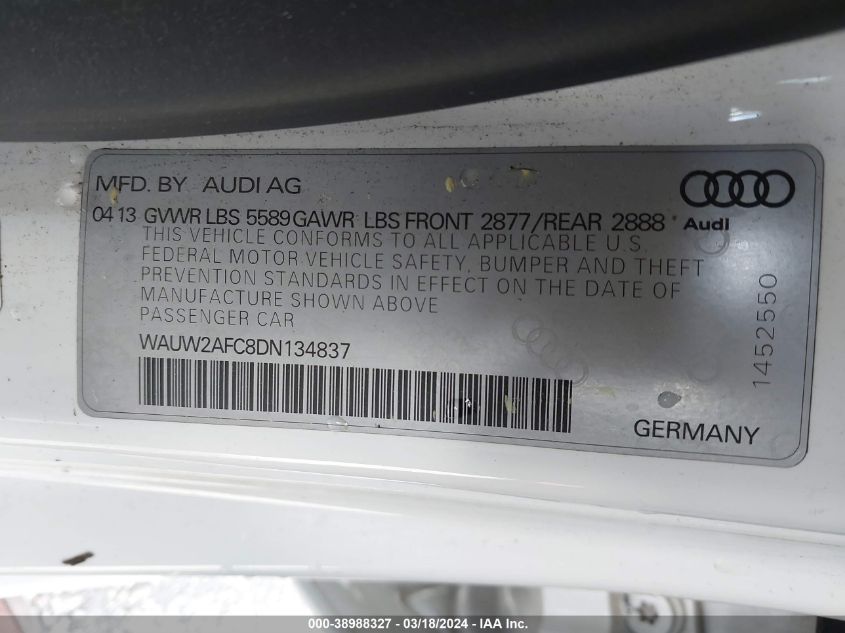 MFD. BY AUDI AG
04 13 GVWR LBS 5589 GAWR LBS FRONT 2877/REAR 2888
Audi
THIS VEHICLE CONFORMS TO ALL APPLICABLE U.S.
FEDERAL MOTOR VEHICLE SAFETY, BUMPER AND THEFT
PREVENTION STANDARDS IN EFFECT ON THE DATE OF
MANUFACTURE SHOWN ABOVE
PASSENGER CAR
WAUW2AFC8DN134837
1452550
GERMANY
000-38988327 / 03/18/2024 / IAAI.COM